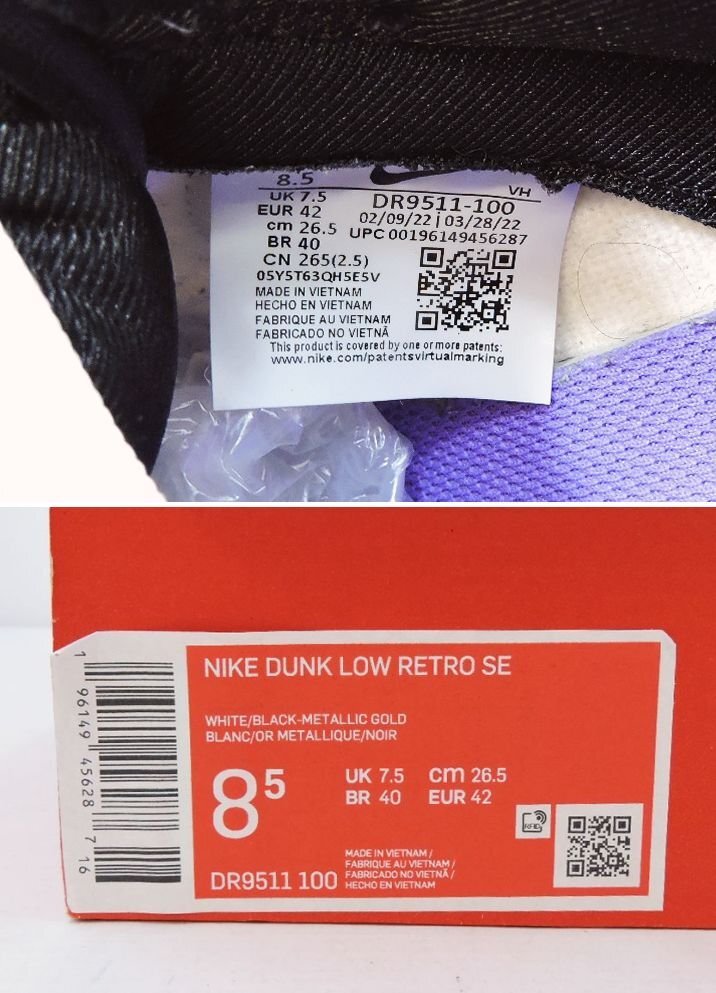 8.5
UK 7.5
EUR 42
cm 26.5
BR 40
CN 265(2.5)
05Y5T63QH5E5V
MADE IN VIETNAM
HECHO EN VIETNAM
FABRIQUE AU VIETNAM
FABRICADO NO VIETNÃ
VH
DR9511-100
02/09/22 | 03/28/22
UPC 00196149456287
This product is covered by one or more patents:
www.nike.com/patentsvirtualmarking
1 96149 45628 7 16
NIKE DUNK LOW RETRO SE
WHITE/BLACK-METALLIC GOLD
BLANC/OR METALLIQUE/NOIR
8 5
UK 7.5 cm 26.5
BR 40 EUR 42
RFID
DR9511 100
MADE IN VIETNAM /
FABRIQUE AU VIETNAM /
FABRICADO NO VIETNÃ /
HECHO EN VIETNAM